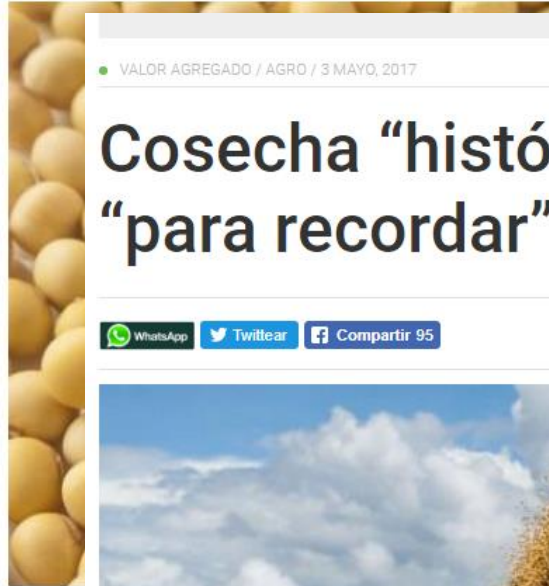 VALOR AGREGADO / AGRO / 3 MAYO, 2017
Cosecha “histó
“para recordar”
WhatsApp Twittear Compartir 95